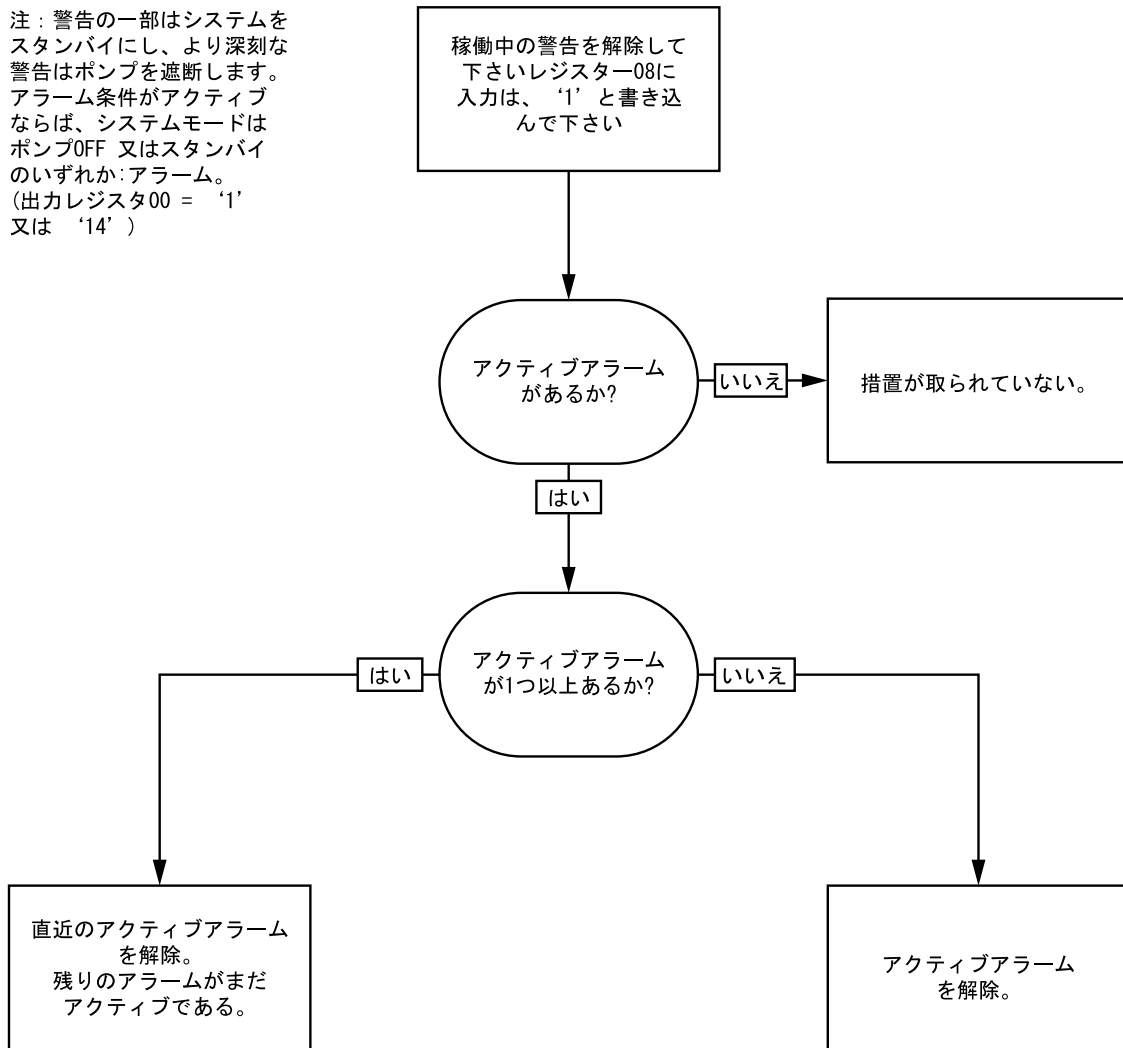 注：警告の一部はシステムを
スタンバイにし、より深刻な
警告はポンプを遮断します。
アラーム条件がアクティブ
ならば、システムモードは
ポンプOFF 又はスタンバイ
のいずれか:アラーム。
(出力レジスタ00 = ‘1’
又は ‘14’)
稼働中の警告を解除して
下さいレジスター08に
入力は、‘1’と書き込
んで下さい
アクティブアラーム
があるか?
いいえ
措置が取られていない。
はい
アクティブアラーム
が1つ以上あるか?
はい
いいえ
直近のアクティブアラーム
を解除。
残りのアラームがまだ
アクティブである。
アクティブアラーム
を解除。